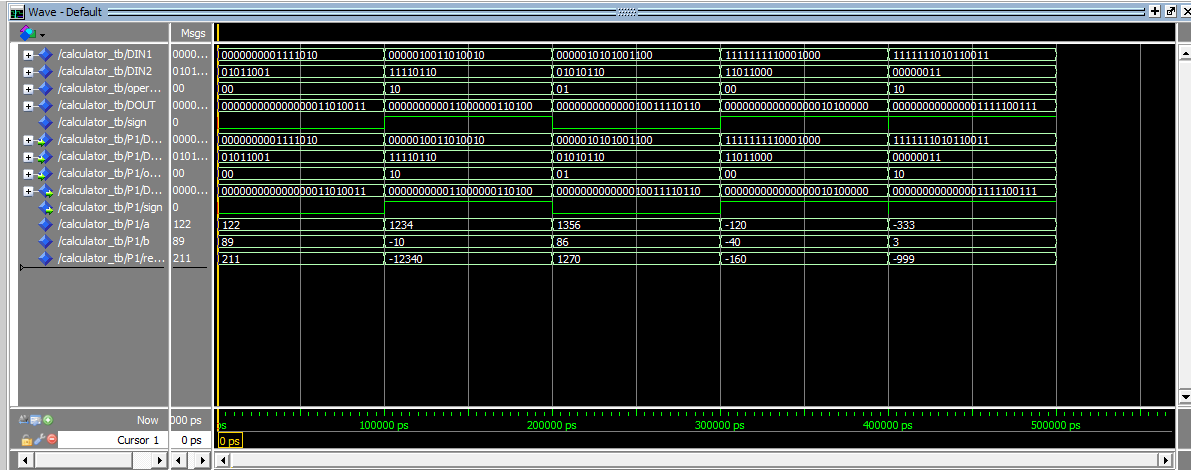 Wave - Default
Msgs
/calculator_tb/DIN1 0000... 0000000001111010 0000010011010010 0000010101001100 1111111110001000 1111111010110011
/calculator_tb/DIN2 0101... 01011001 11110110 01010110 11011000 00000011
/calculator_tb/oper... 00 00 10 01 00 10
/calculator_tb/DOUT 0000... 000000000000000011010011 000000000011000000110100 000000000000010011110110 000000000000000010100000 000000000000001111100111
/calculator_tb/sign 0
/calculator_tb/P1/D... 0000... 0000000001111010 0000010011010010 0000010101001100 1111111110001000 1111111010110011
/calculator_tb/P1/D... 0101... 01011001 11110110 01010110 11011000 00000011
/calculator_tb/P1/o... 00 00 10 01 00 10
/calculator_tb/P1/D... 0000... 000000000000000011010011 000000000011000000110100 000000000000010011110110 000000000000000010100000 000000000000001111100111
/calculator_tb/P1/sign 0
/calculator_tb/P1/a 122 122 1234 1356 -120 -333
/calculator_tb/P1/b 89 89 -10 86 -40 3
/calculator_tb/P1/re... 211 211 -12340 1270 -160 -999
Now 000 ps ps 100000 ps 200000 ps 300000 ps 400000 ps 500000 ps
Cursor 1 0 ps 0 ps